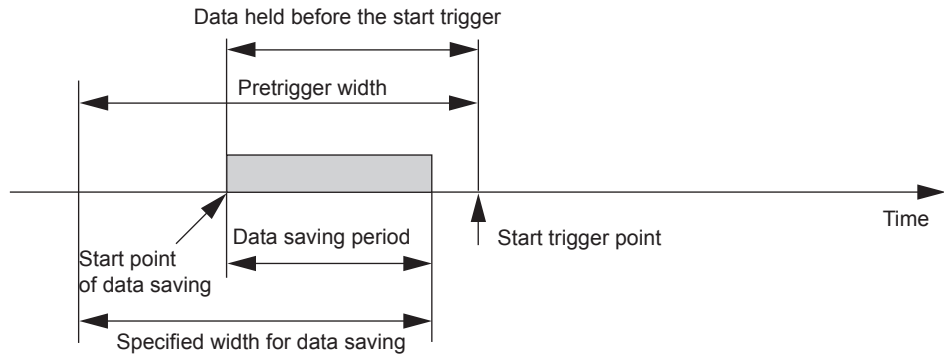 Data held before the start trigger
Pretrigger width
Time
Data saving period
Start trigger point
Start point
of data saving
Specified width for data saving